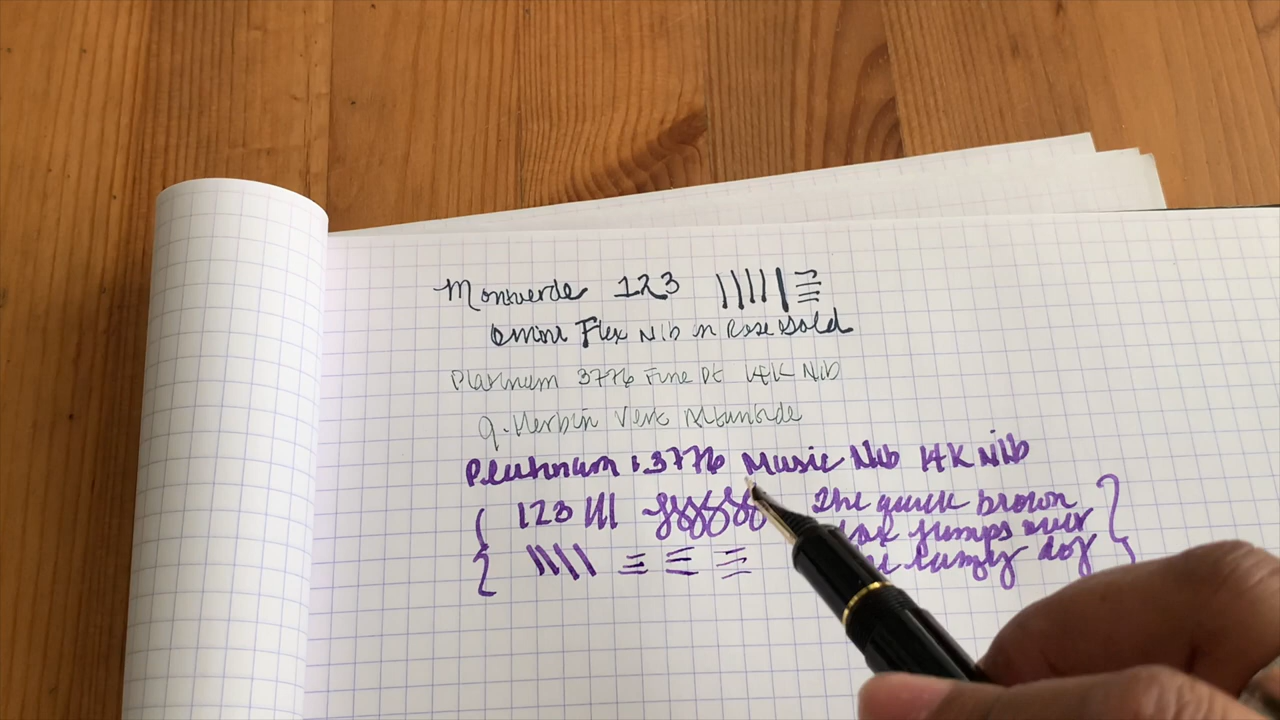 Monteverde 123
Omni Flex Nib in Rose Gold
Platinum 3776 Fine Pt 14K Nib
J. Herbin Vert
Platinum 3776 Music Nib 14K Nib
123 The quick brown
fox jumps over
dog